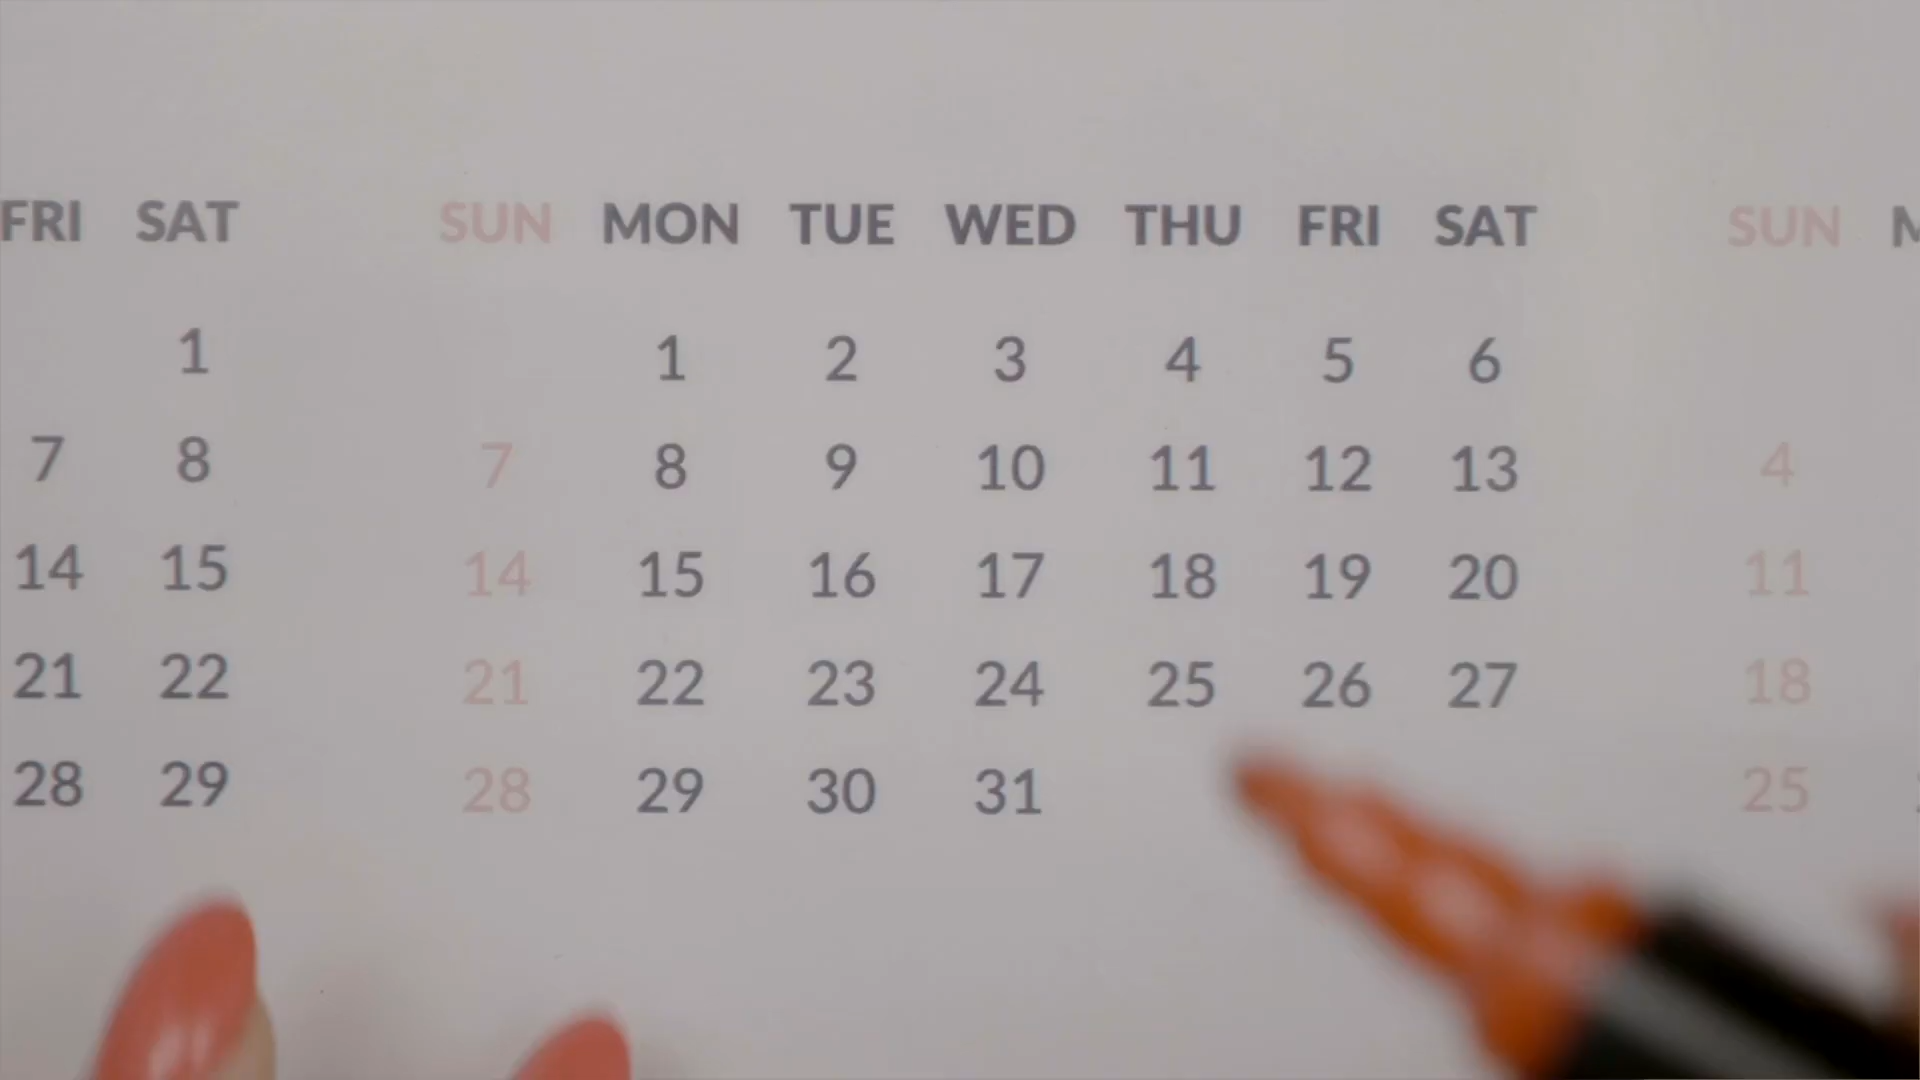 FRI SAT
1
7 8
14 15
21 22
28 29
SUN MON TUE WED THU FRI SAT
1 2 3 4 5 6
7 8 9 10 11 12 13
14 15 16 17 18 19 20
21 22 23 24 25 26 27
28 29 30 31
SUN M
4
11
18
25